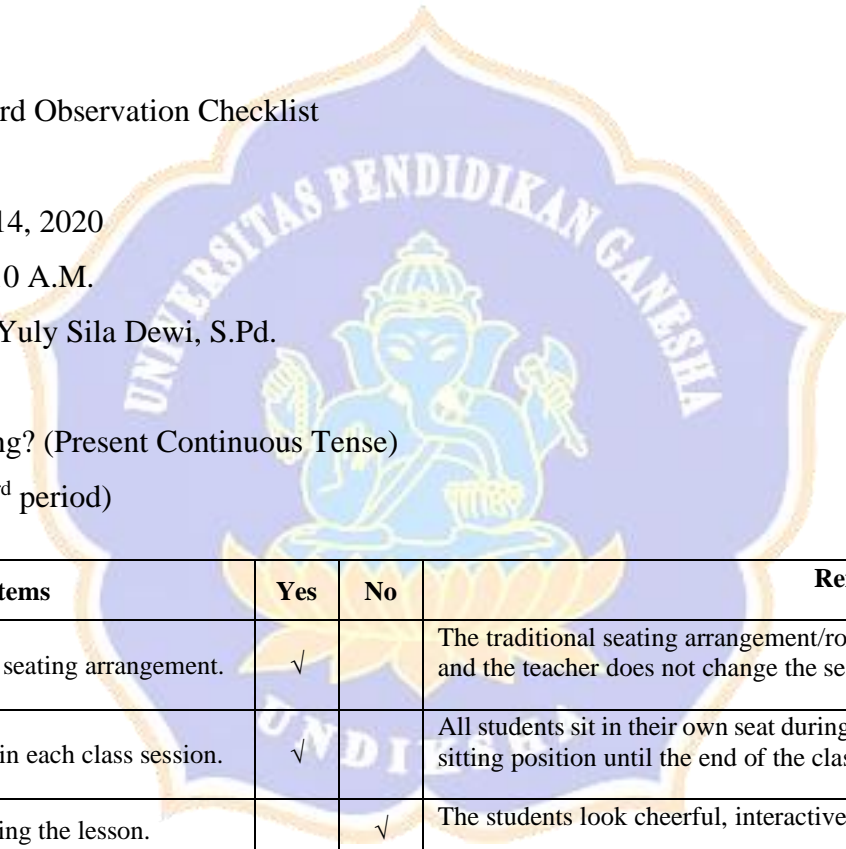 rd Observation Checklist
14, 2020
0 A.M.
Yuly Sila Dewi, S.Pd.
ng? (Present Continuous Tense)
rd period)
UNIVERSITAS PENDIDIKAN GANESHA
UNDIKSHA
tems Yes No Re
seating arrangement. √ The traditional seating arrangement/ro
and the teacher does not change the se
in each class session. √ All students sit in their own seat during
sitting position until the end of the clas
ing the lesson. √ The students look cheerful, interactive